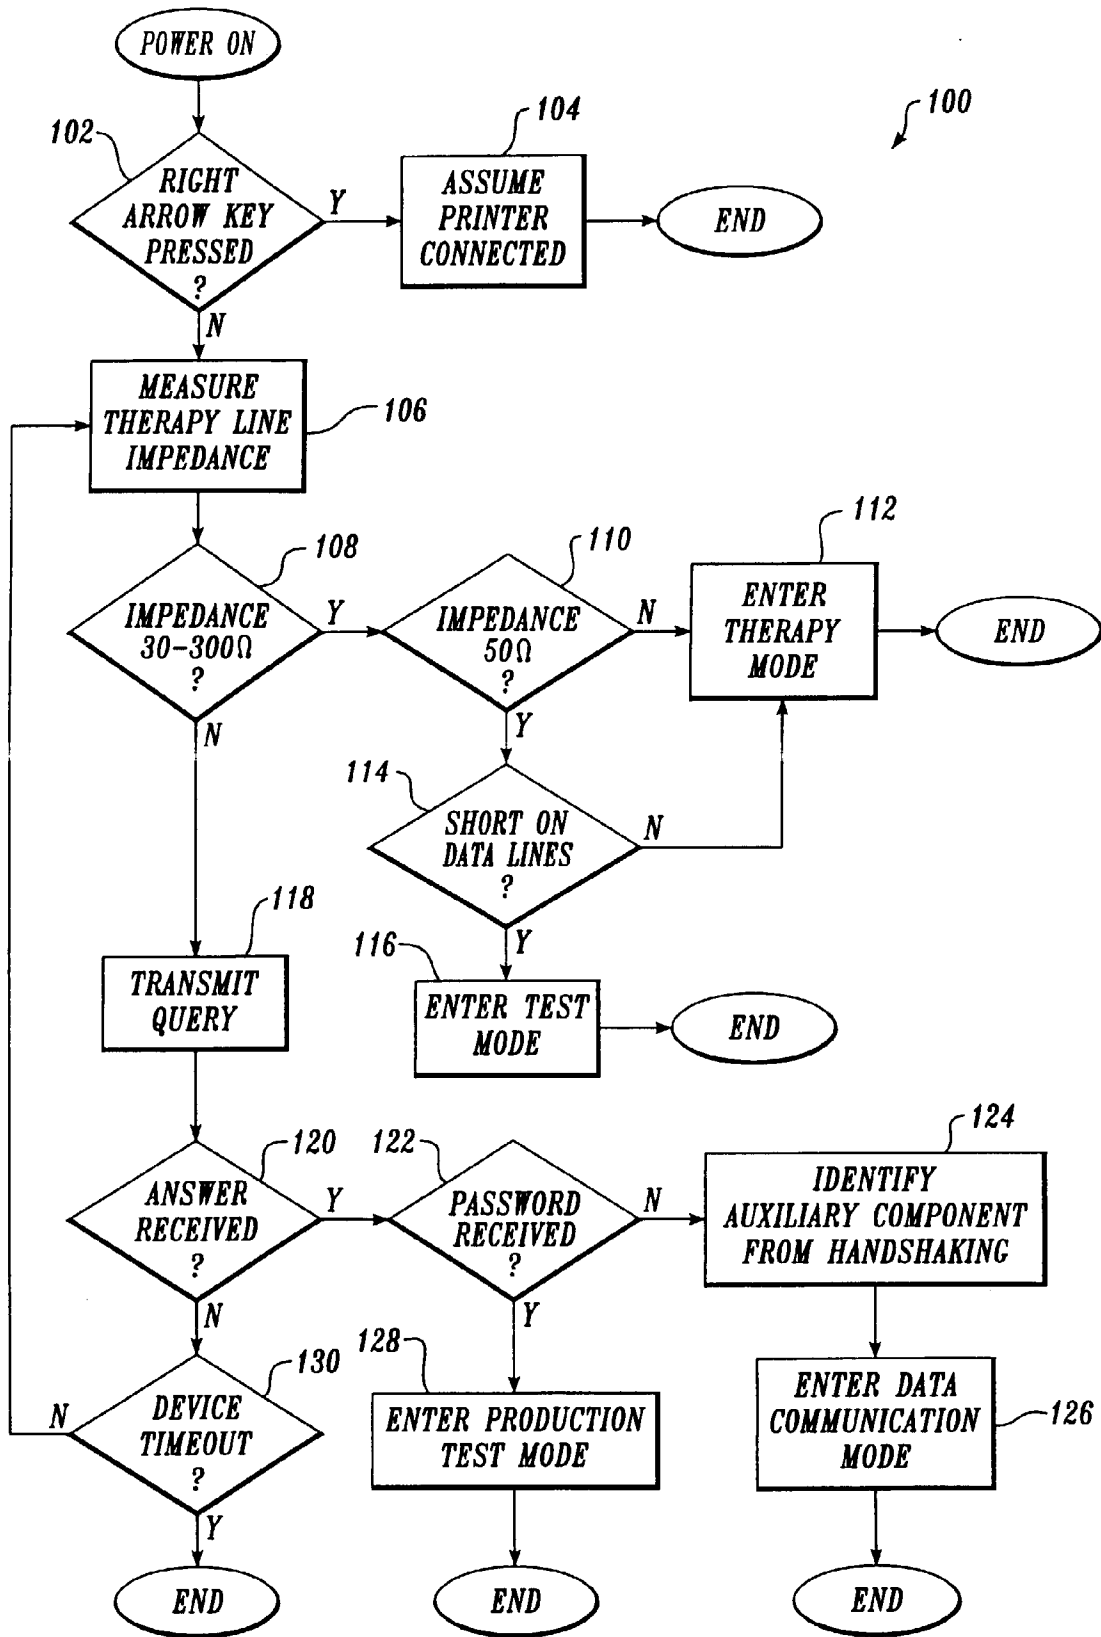 POWER ON
100
102
104
RIGHT
ARROW KEY
PRESSED
?
Y
ASSUME
PRINTER
CONNECTED
END
N
MEASURE
THERAPY LINE
IMPEDANCE
106
108
IMPEDANCE
30-300Ω
?
Y
110
IMPEDANCE
50Ω
?
N
112
ENTER
THERAPY
MODE
END
N
Y
114
SHORT ON
DATA LINES
?
N
Y
116
ENTER TEST
MODE
END
118
TRANSMIT
QUERY
120
ANSWER
RECEIVED
?
Y
122
PASSWORD
RECEIVED
?
N
124
IDENTIFY
AUXILIARY COMPONENT
FROM HANDSHAKING
N
Y
130
DEVICE
TIMEOUT
?
N
Y
128
ENTER PRODUCTION
TEST MODE
ENTER DATA
COMMUNICATION
MODE
126
END
END
END